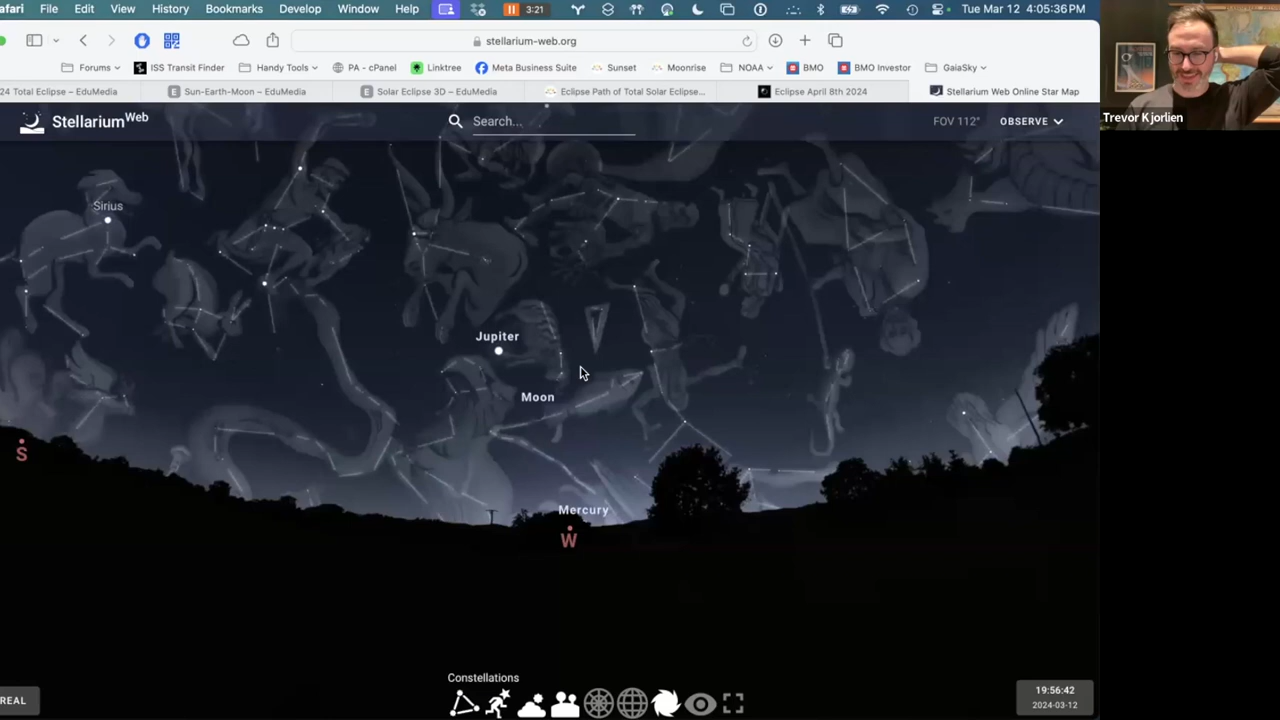 afari File Edit View History Bookmarks Develop Window Help 3:21 Tue Mar 12 4:05:36 PM
stellarium-web.org
Forums ISS Transit Finder Handy Tools PA - cPanel Linktree Meta Business Suite Sunset Moonrise NOAA BMO BMO Investor GaiaSky
24 Total Eclipse – EduMedia Sun-Earth-Moon – EduMedia Solar Eclipse 3D – EduMedia Eclipse Path of Total Solar Eclipse... Eclipse April 8th 2024 Stellarium Web Online Star Map
Trevor Kjorlien
StellariumWeb Search... FOV 112° OBSERVE
Sirius
Jupiter
Moon
S
Mercury
W
Constellations
REAL
19:56:42
2024-03-12